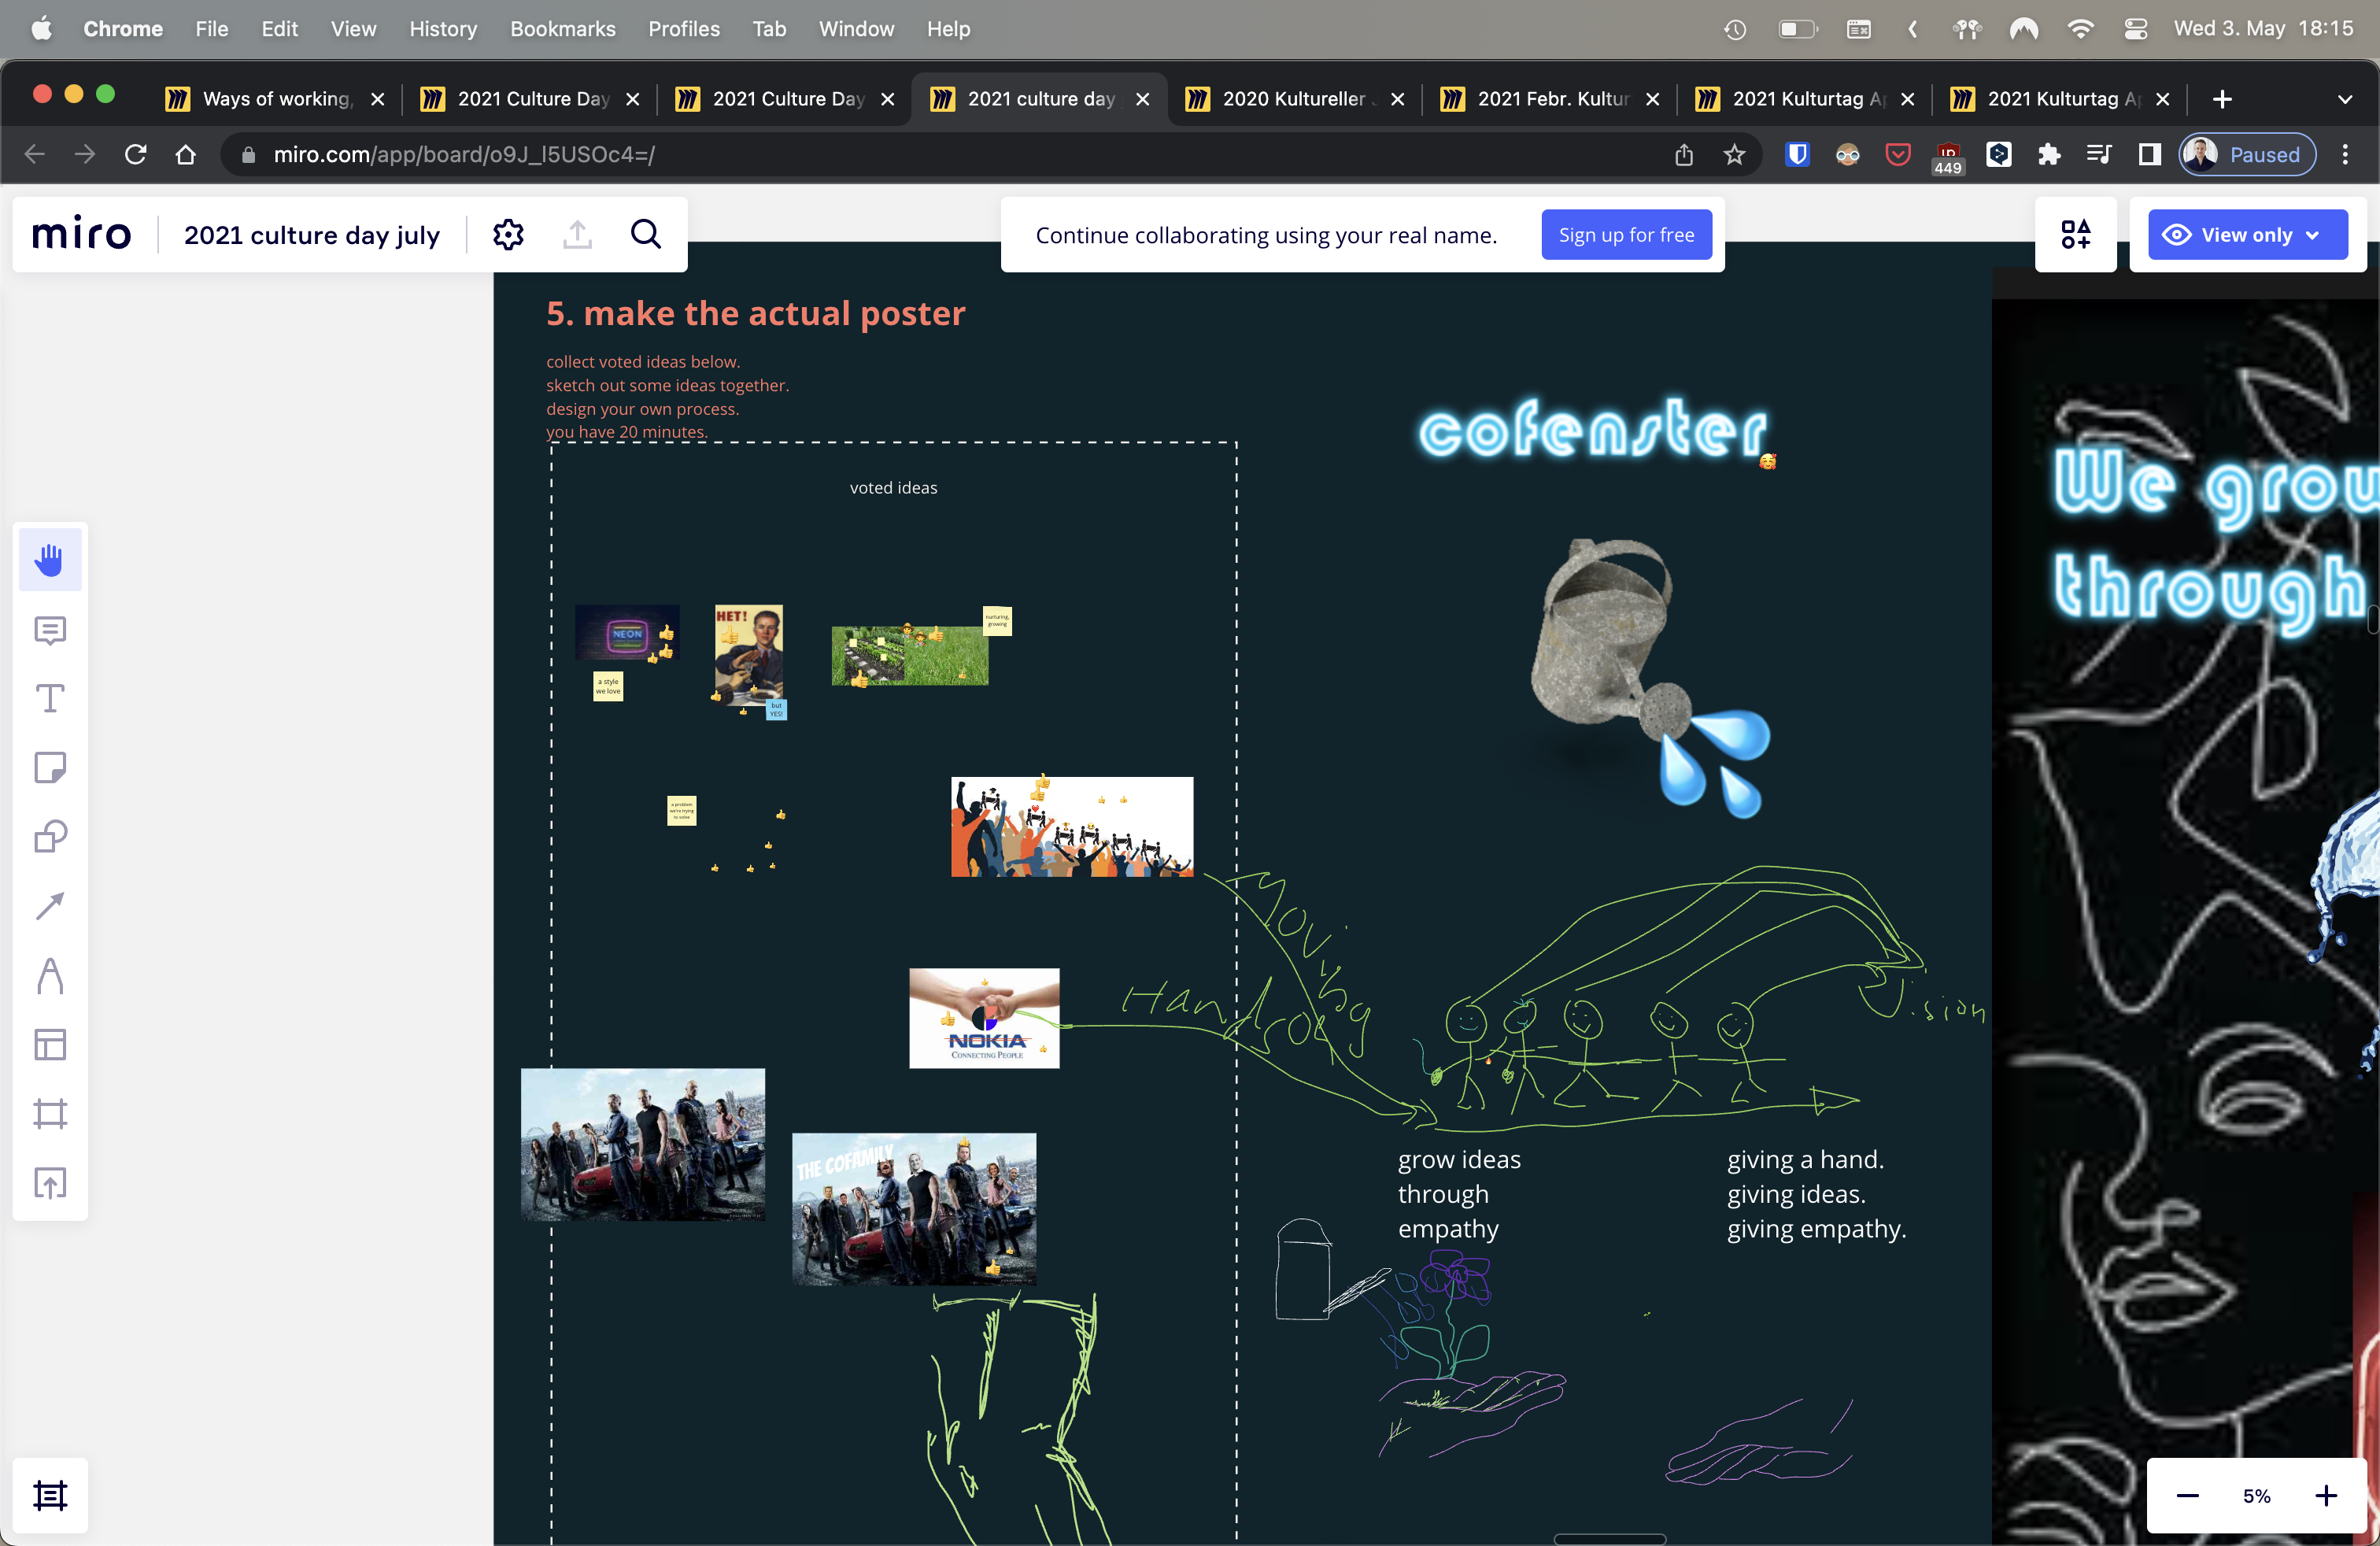 Chrome File Edit View History Bookmarks Profiles Tab Window Help Wed 3. May 18:15
Ways of working, 2021 Culture Day 2021 Culture Day 2021 culture day 2020 Kultureller 2021 Febr. Kultur 2021 Kulturtag 2021 Kulturtag
miro.com/app/board/o9J_l5USOc4=/
449
Paused
miro 2021 culture day july
Continue collaborating using your real name. Sign up for free
View only
5. make the actual poster
collect voted ideas below.
sketch out some ideas together.
design your own process.
you have 20 minutes.
voted ideas
cofenster
We grow
through
NEON
a style
we love
HET!
but
YES!
nurturing,
growing
a problem
we're trying
to solve
Moving
Hand
Vision
NOKIA
CONNECTING PEOPLE
THE COFAMILY
grow ideas
through
empathy
giving a hand.
giving ideas.
giving empathy.
5%